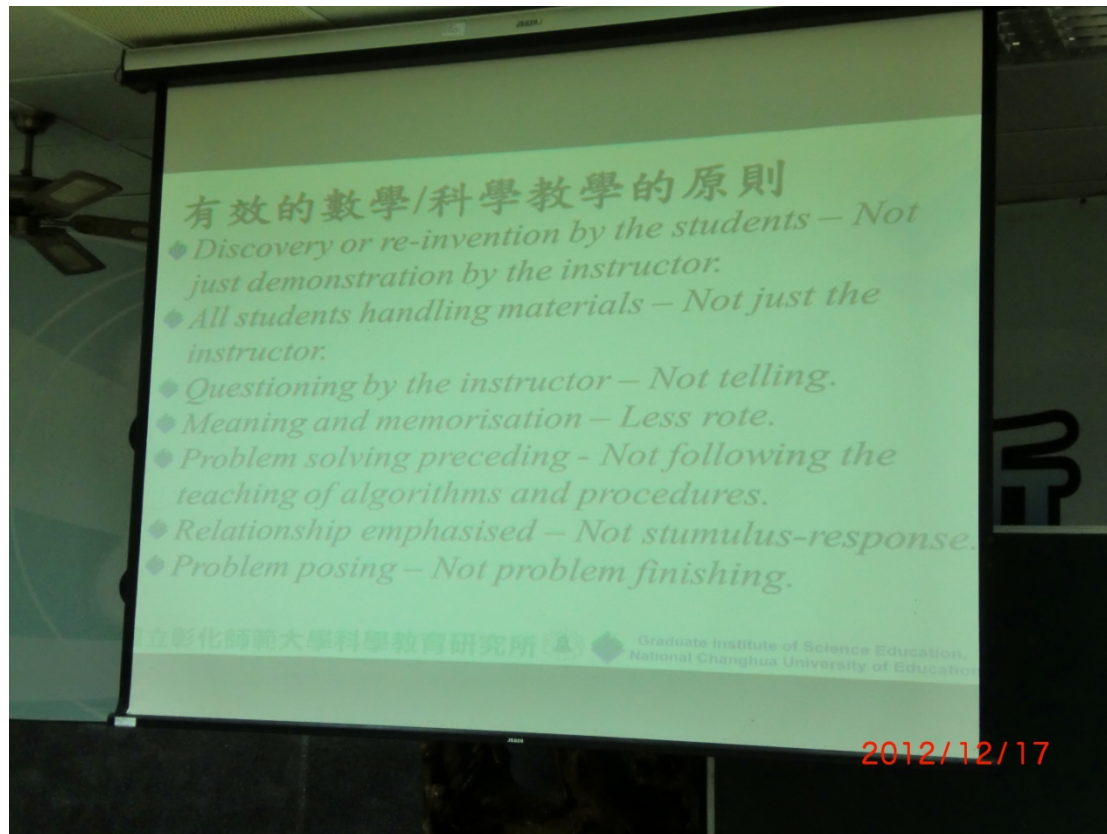 有效的數學/科學教學的原則
Discovery or re-invention by the students – Not
just demonstration by the instructor.
All students handling materials – Not just the
instructor.
Questioning by the instructor – Not telling.
Meaning and memorisation – Less rote.
Problem solving preceding - Not following the
teaching of algorithms and procedures.
Relationship emphasised – Not stumulus-response.
Problem posing – Not problem finishing.
立彰化師範大學科學教育研究所
Graduate Institute of Science Education,
National Changhua University of Education
2012/12/17